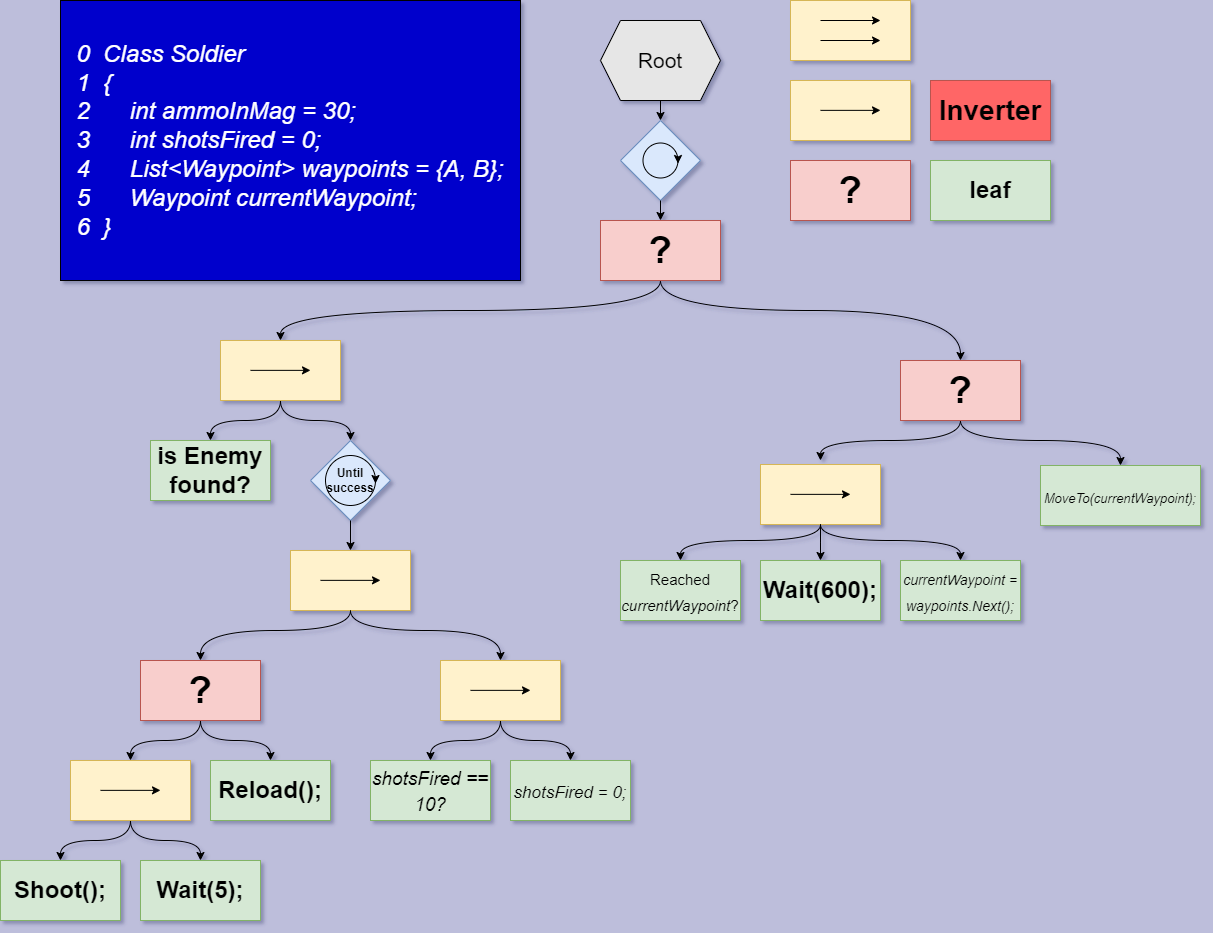 0 Class Soldier
1 {
2 int ammoInMag = 30;
3 int shotsFired = 0;
4 List<Waypoint> waypoints = {A, B};
5 Waypoint currentWaypoint;
6 }
Root
Inverter
?
leaf
?
?
is Enemy
found?
Until
success
MoveTo(currentWaypoint);
Reached
currentWaypoint?
Wait(600);
currentWaypoint =
waypoints.Next();
?
Reload();
shotsFired ==
10?
shotsFired = 0;
Shoot();
Wait(5);